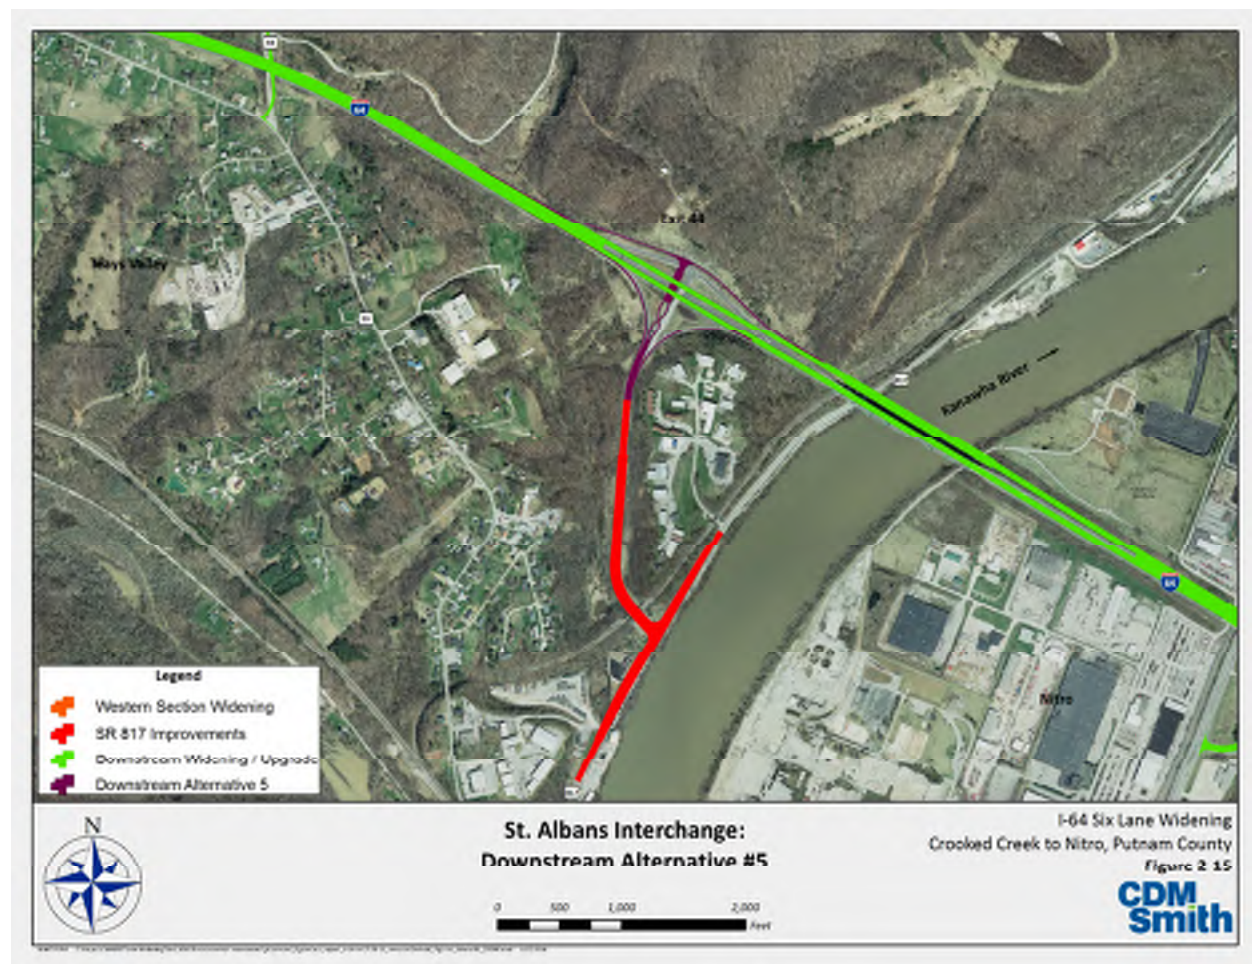 64
Exit 44
Mays Valley
Kanawha River
64
Nitro
Legend
Western Section Widening
SR 817 Improvements
Downstream Widening / Upgrade
Downstream Alternative 5
N
St. Albans Interchange:
Downstream Alternative #5
0 500 1,000 2,000
Feet
I-64 Six Lane Widening
Crooked Creek to Nitro, Putnam County
Figure 2 15
CDM
Smith